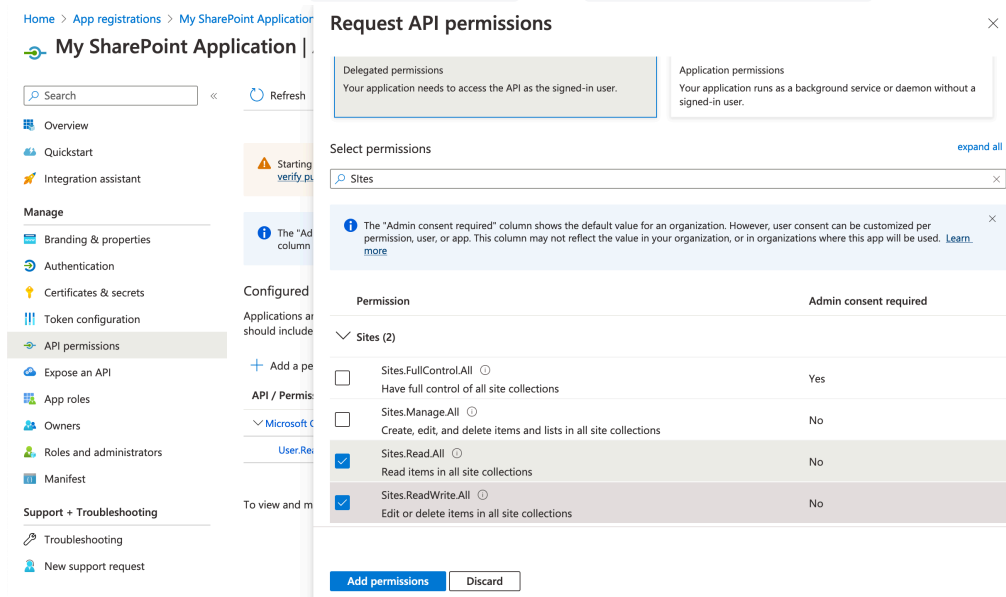 Home > App registrations > My SharePoint Application
My SharePoint Application |
Search
«
Overview
Quickstart
Integration assistant
Manage
Branding & properties
Authentication
Certificates & secrets
Token configuration
API permissions
Expose an API
App roles
Owners
Roles and administrators
Manifest
Support + Troubleshooting
Troubleshooting
New support request
Refresh
Starting
verify pu
The "Ad
column
Configured
Applications ar
should include
Add a pe
API / Permis
Microsoft G
User.Rea
To view and m
Request API permissions
Delegated permissions
Your application needs to access the API as the signed-in user.
Application permissions
Your application runs as a background service or daemon without a
signed-in user.
Select permissions
expand all
SItes
The "Admin consent required" column shows the default value for an organization. However, user consent can be customized per
permission, user, or app. This column may not reflect the value in your organization, or in organizations where this app will be used. Learn
more
Permission Admin consent required
Sites (2)
Sites.FullControl.All
Have full control of all site collections
Yes
Sites.Manage.All
Create, edit, and delete items and lists in all site collections
No
Sites.Read.All
Read items in all site collections
No
Sites.ReadWrite.All
Edit or delete items in all site collections
No
Add permissions Discard